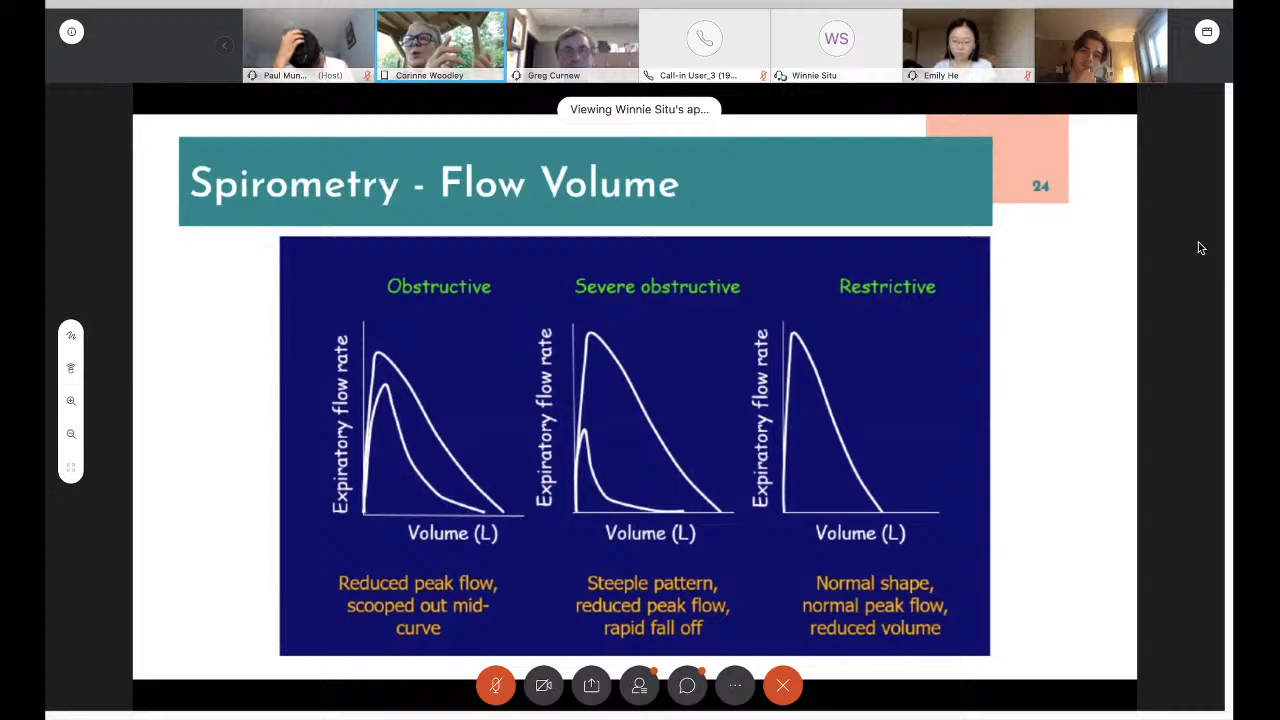 Paul Mun... (Host)
Corinne Woodley
Greg Curnew
Call-in User_3 (19...
WS
Winnie Situ
Emily He
Viewing Winnie Situ's ap...
Spirometry - Flow Volume
24
Obstructive
Severe obstructive
Restrictive
Expiratory flow rate
Expiratory flow rate
Expiratory flow rate
Volume (L)
Volume (L)
Volume (L)
Reduced peak flow,
scooped out mid-
curve
Steeple pattern,
reduced peak flow,
rapid fall off
Normal shape,
normal peak flow,
reduced volume